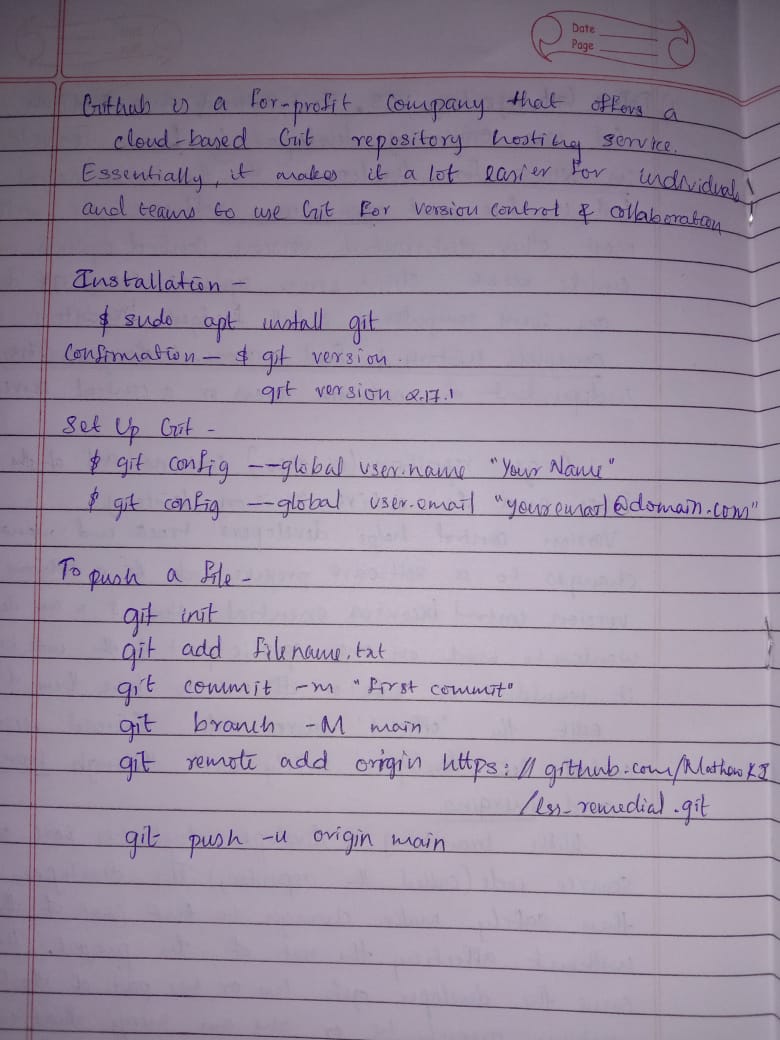 Date
Page
Github is a for-profit company that offers a
cloud-based Git repository hosting service.
Essentially, it makes it a lot easier for individuals
and teams to use Git for version control & collaboration
Installation -
$ sudo apt install git
Confirmation - $ git version.
git version 2.17.1
Set Up Git -
$ git config --global user.name "Your Name"
$ git config --global user.email "youremail@domain.com"
To push a file -
git init
git add filename.txt
git commit -m "first commit"
git branch -M main
git remote add origin https://github.com/MathewKJ
/lss-remedial.git
git push -u origin main